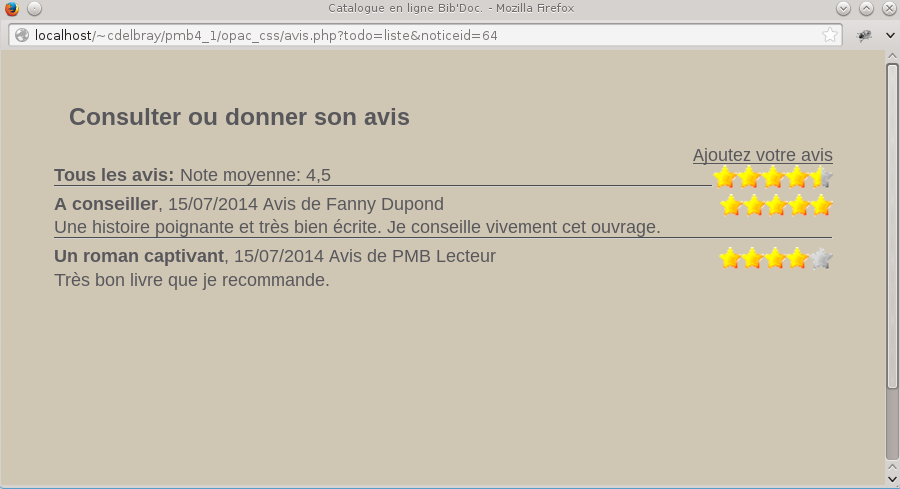 Catalogue en ligne Bib'Doc. - Mozilla Firefox
localhost/~cdelbray/pmb4_1/opac_css/avis.php?todo=liste&noticeid=64
Consulter ou donner son avis
Ajoutez votre avis
Tous les avis: Note moyenne: 4,5
A conseiller, 15/07/2014 Avis de Fanny Dupond
Une histoire poignante et très bien écrite. Je conseille vivement cet ouvrage.
Un roman captivant, 15/07/2014 Avis de PMB Lecteur
Très bon livre que je recommande.